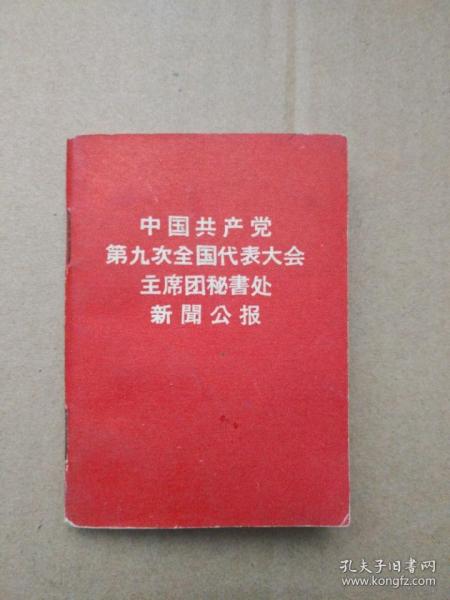 中国共产党
第九次全国代表大会
主席团秘書处
新聞公报
孔夫子旧書网
www.kongfz.com